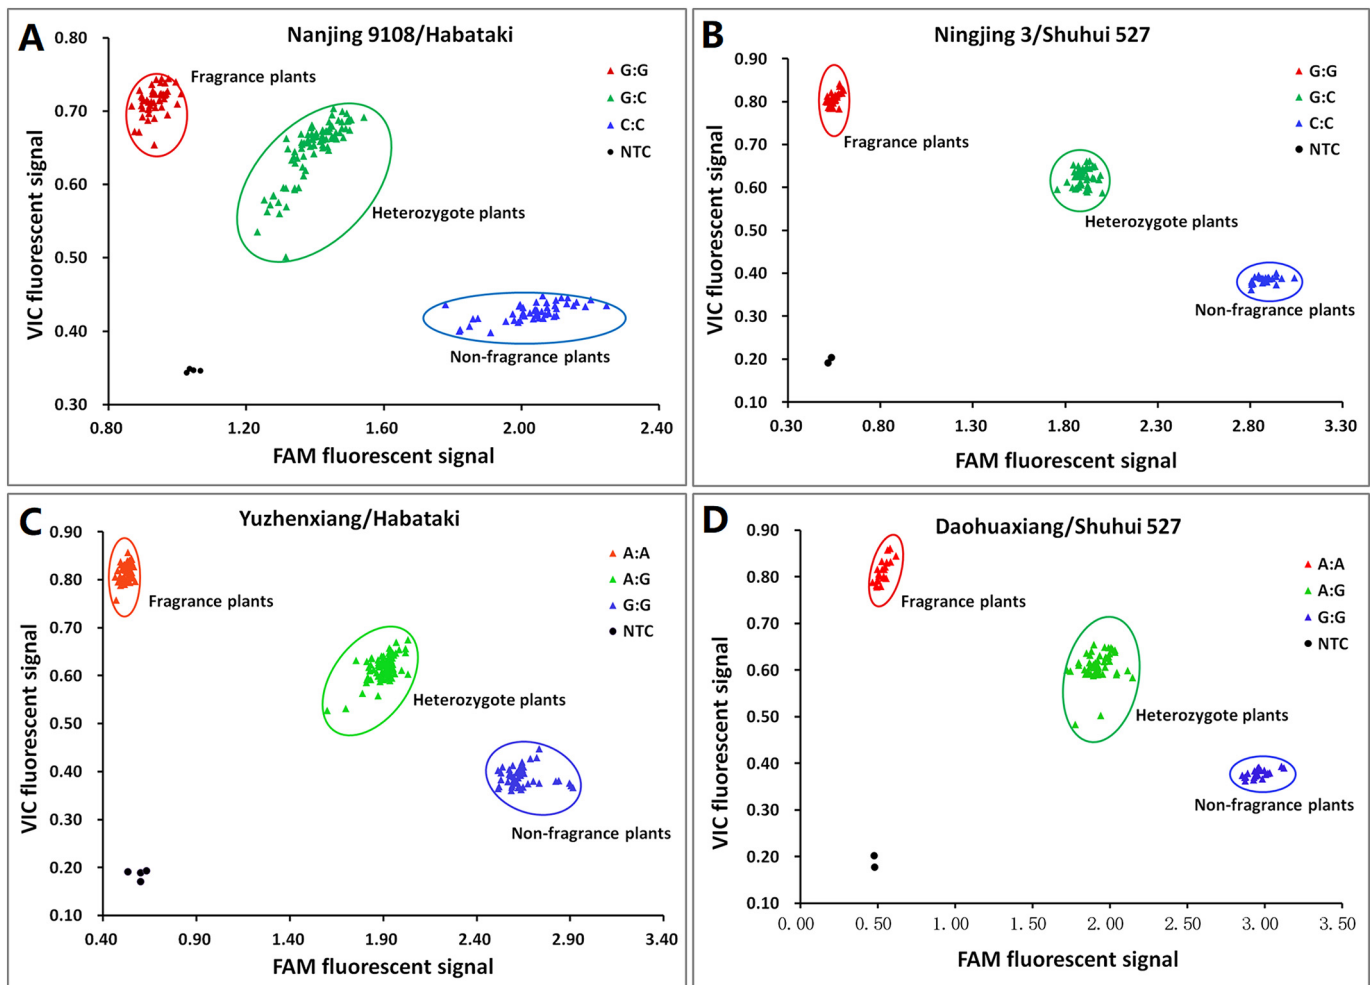 A
Nanjing 9108/Habataki
VIC fluorescent signal
0.80
0.70
0.60
0.50
0.40
0.30
0.80
1.20
1.60
2.00
2.40
FAM fluorescent signal
Fragrance plants
Heterozygote plants
Non-fragrance plants
G:G
G:C
C:C
NTC
B
Ningjing 3/Shuhui 527
VIC fluorescent signal
0.90
0.80
0.70
0.60
0.50
0.40
0.30
0.20
0.10
0.30
0.80
1.30
1.80
2.30
2.80
3.30
FAM fluorescent signal
Fragrance plants
Heterozygote plants
Non-fragrance plants
G:G
G:C
C:C
NTC
C
Yuzhenxiang/Habataki
VIC fluorescent signal
0.90
0.80
0.70
0.60
0.50
0.40
0.30
0.20
0.10
0.40
0.90
1.40
1.90
2.40
2.90
3.40
FAM fluorescent signal
Fragrance plants
Heterozygote plants
Non-fragrance plants
A:A
A:G
G:G
NTC
D
Daohuaxiang/Shuhui 527
VIC fluorescent signal
0.90
0.80
0.70
0.60
0.50
0.40
0.30
0.20
0.10
0.00
0.50
1.00
1.50
2.00
2.50
3.00
3.50
FAM fluorescent signal
Fragrance plants
Heterozygote plants
Non-fragrance plants
A:A
A:G
G:G
NTC